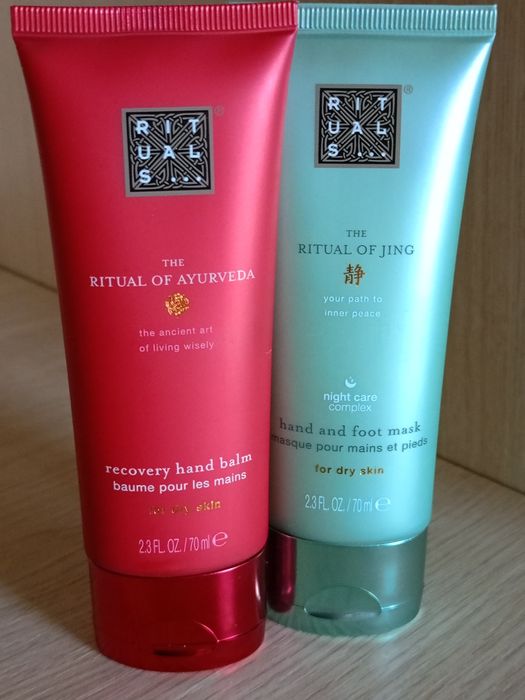 RIT
UAL
S...
®
THE
RITUAL OF AYURVEDA
the ancient art
of living wisely
recovery hand balm
baume pour les mains
for dry skin
2.3 FL. OZ. / 70 ml ℮
RIT
UAL
S...
®
THE
RITUAL OF JING
静
your path to
inner peace
night care
complex
hand and foot mask
masque pour mains et pieds
for dry skin
2.3 FL. OZ. / 70 ml ℮